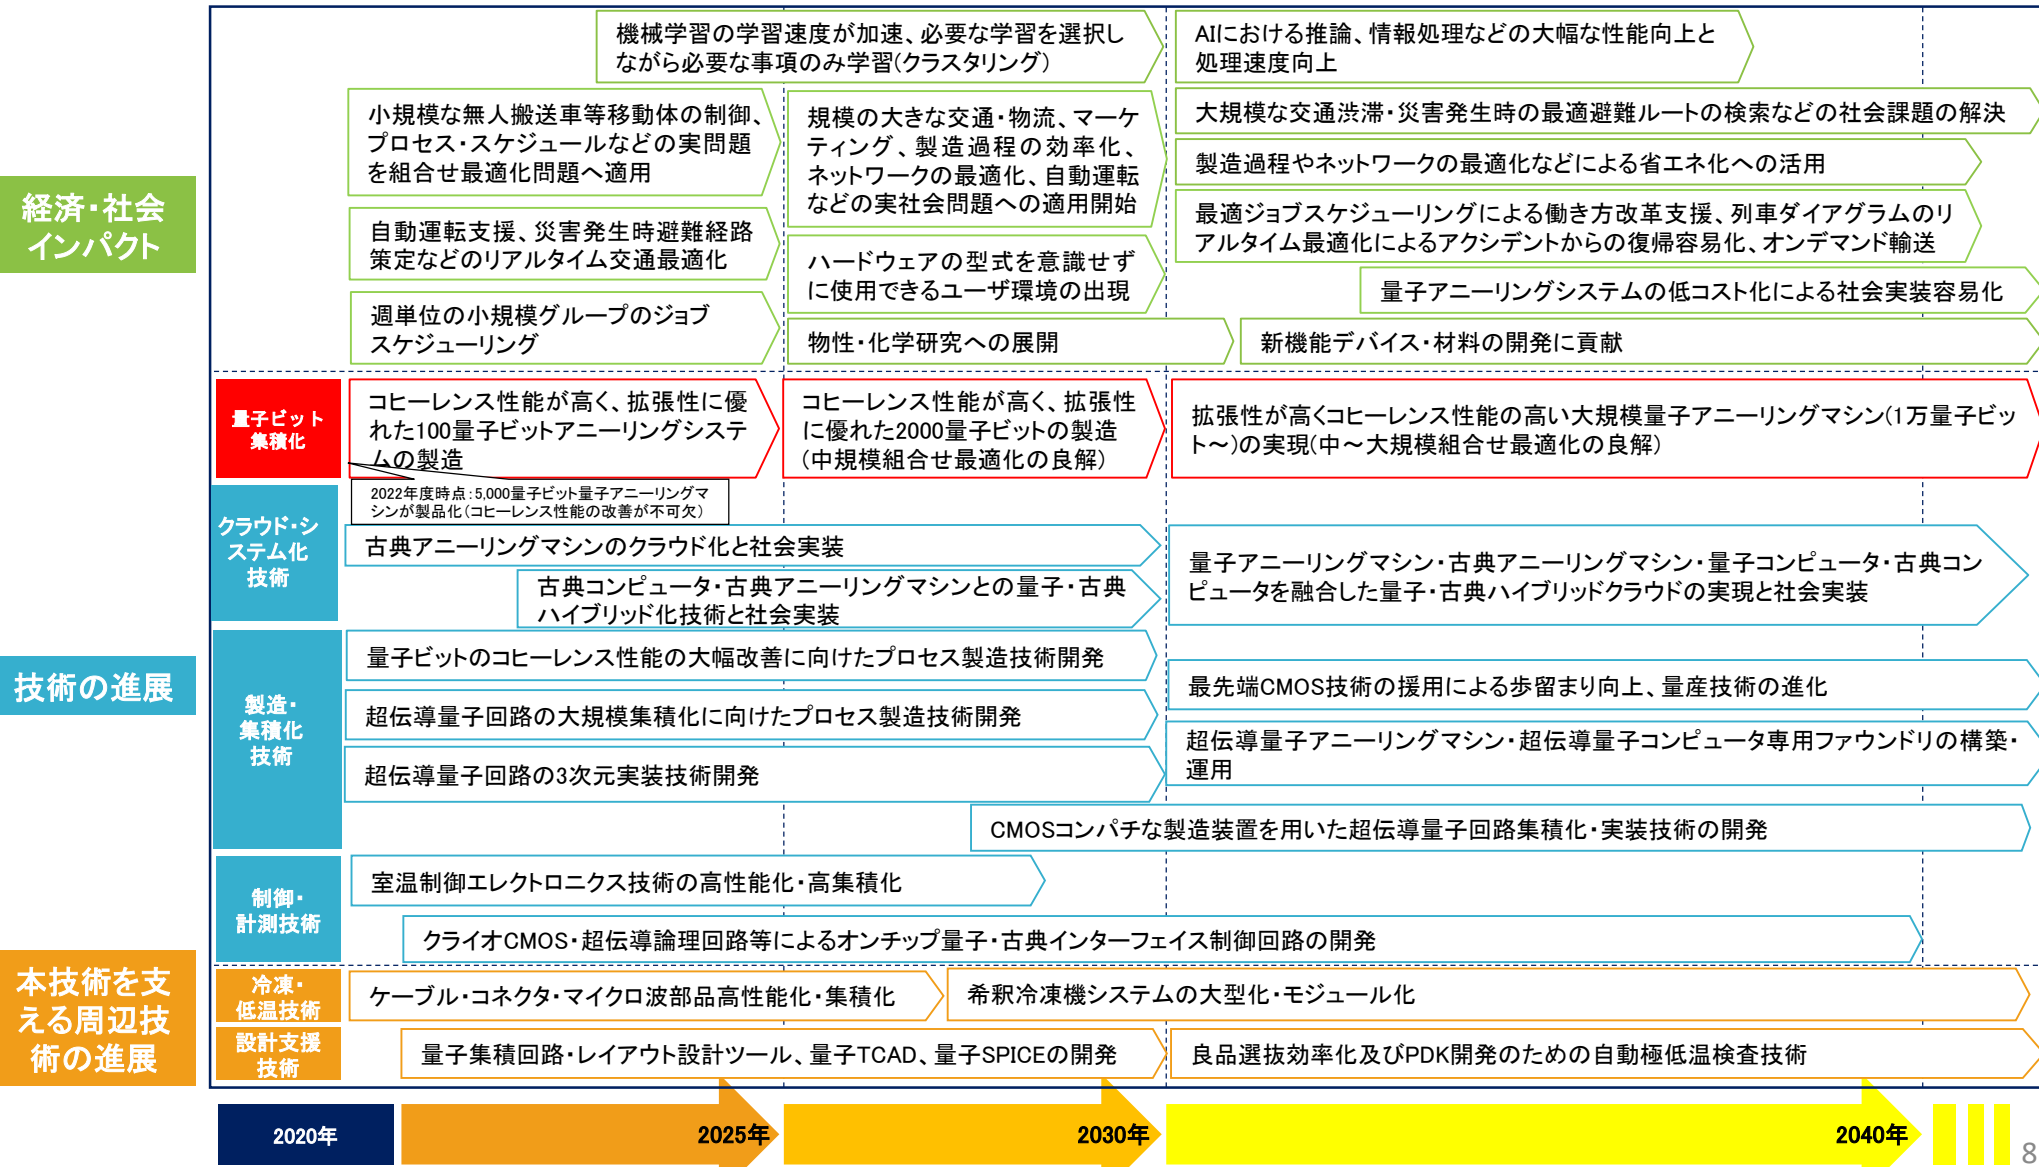 機械学習の学習速度が加速、必要な学習を選択し
ながら必要な事項のみ学習(クラスタリング)
AIにおける推論、情報処理などの大幅な性能向上と
処理速度向上
小規模な無人搬送車等移動体の制御、
プロセス・スケジュールなどの実問題
を組合せ最適化問題へ適用
規模の大きな交通・物流、マーケ
ティング、製造過程の効率化、
ネットワークの最適化、自動運転
などの実社会問題への適用開始
大規模な交通渋滞・災害発生時の最適避難ルートの検索などの社会課題の解決
製造過程やネットワークの最適化などによる省エネ化への活用
経済・社会
インパクト
自動運転支援、災害発生時避難経路
策定などのリアルタイム交通最適化
ハードウェアの型式を意識せず
に使用できるユーザ環境の出現
最適ジョブスケジューリングによる働き方改革支援、列車ダイアグラムのリ
アルタイム最適化によるアクシデントからの復帰容易化、オンデマンド輸送
量子アニーリングシステムの低コスト化による社会実装容易化
週単位の小規模グループのジョブ
スケジューリング
物性・化学研究への展開
新機能デバイス・材料の開発に貢献
量子ビット
集積化
コヒーレンス性能が高く、拡張性に優
れた100量子ビットアニーリングシステ
ムの製造
コヒーレンス性能が高く、拡張性
に優れた2000量子ビットの製造
(中規模組合せ最適化の良解)
拡張性が高くコヒーレンス性能の高い大規模量子アニーリングマシン(1万量子ビッ
ト～)の実現(中～大規模組合せ最適化の良解)
2022年度時点:5,000量子ビット量子アニーリングマ
シンが製品化(コヒーレンス性能の改善が不可欠)
クラウド・シ
ステム化
技術
古典アニーリングマシンのクラウド化と社会実装
古典コンピュータ・古典アニーリングマシンとの量子・古典
ハイブリッド化技術と社会実装
量子アニーリングマシン・古典アニーリングマシン・量子コンピュータ・古典コン
ピュータを融合した量子・古典ハイブリッドクラウドの実現と社会実装
技術の進展
製造・
集積化
技術
量子ビットのコヒーレンス性能の大幅改善に向けたプロセス製造技術開発
超伝導量子回路の大規模集積化に向けたプロセス製造技術開発
超伝導量子回路の3次元実装技術開発
最先端CMOS技術の援用による歩留まり向上、量産技術の進化
超伝導量子アニーリングマシン・超伝導量子コンピュータ専用ファウンドリの構築・
運用
CMOSコンパチな製造装置を用いた超伝導量子回路集積化・実装技術の開発
制御・
計測技術
室温制御エレクトロニクス技術の高性能化・高集積化
クライオCMOS・超伝導論理回路等によるオンチップ量子・古典インターフェイス制御回路の開発
本技術を支
える周辺技
術の進展
冷凍・
低温技術
ケーブル・コネクタ・マイクロ波部品高性能化・集積化
希釈冷凍機システムの大型化・モジュール化
設計支援
技術
量子集積回路・レイアウト設計ツール、量子TCAD、量子SPICEの開発
良品選抜効率化及びPDK開発のための自動極低温検査技術
2020年
2025年
2030年
2040年
8